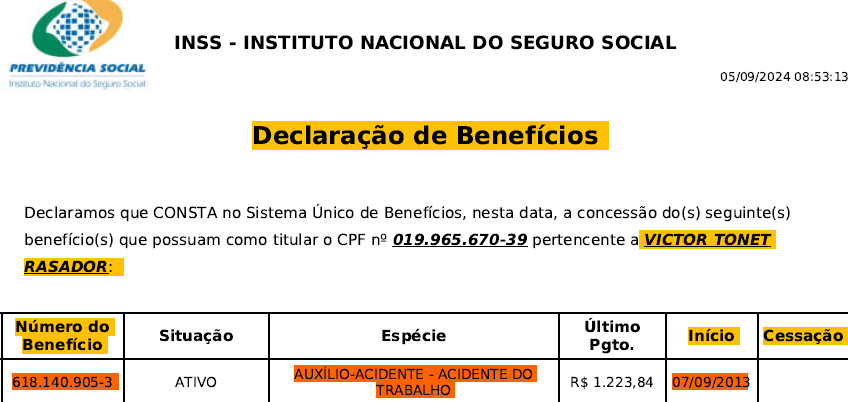 PREVIDÊNCIA SOCIAL
Instituto Nacional do Seguro Social
INSS - INSTITUTO NACIONAL DO SEGURO SOCIAL
05/09/2024 08:53:13
Declaração de Benefícios
Declaramos que CONSTA no Sistema Único de Benefícios, nesta data, a concessão do(s) seguinte(s)
benefício(s) que possuam como titular o CPF nº 019.965.670-39 pertencente a VICTOR TONET
RASADOR:
Número do
Benefício
Situação
Espécie
Último
Pgto.
Início
Cessação
618.140.905-3
ATIVO
AUXÍLIO-ACIDENTE - ACIDENTE DO
TRABALHO
R$ 1.223,84
07/09/2013